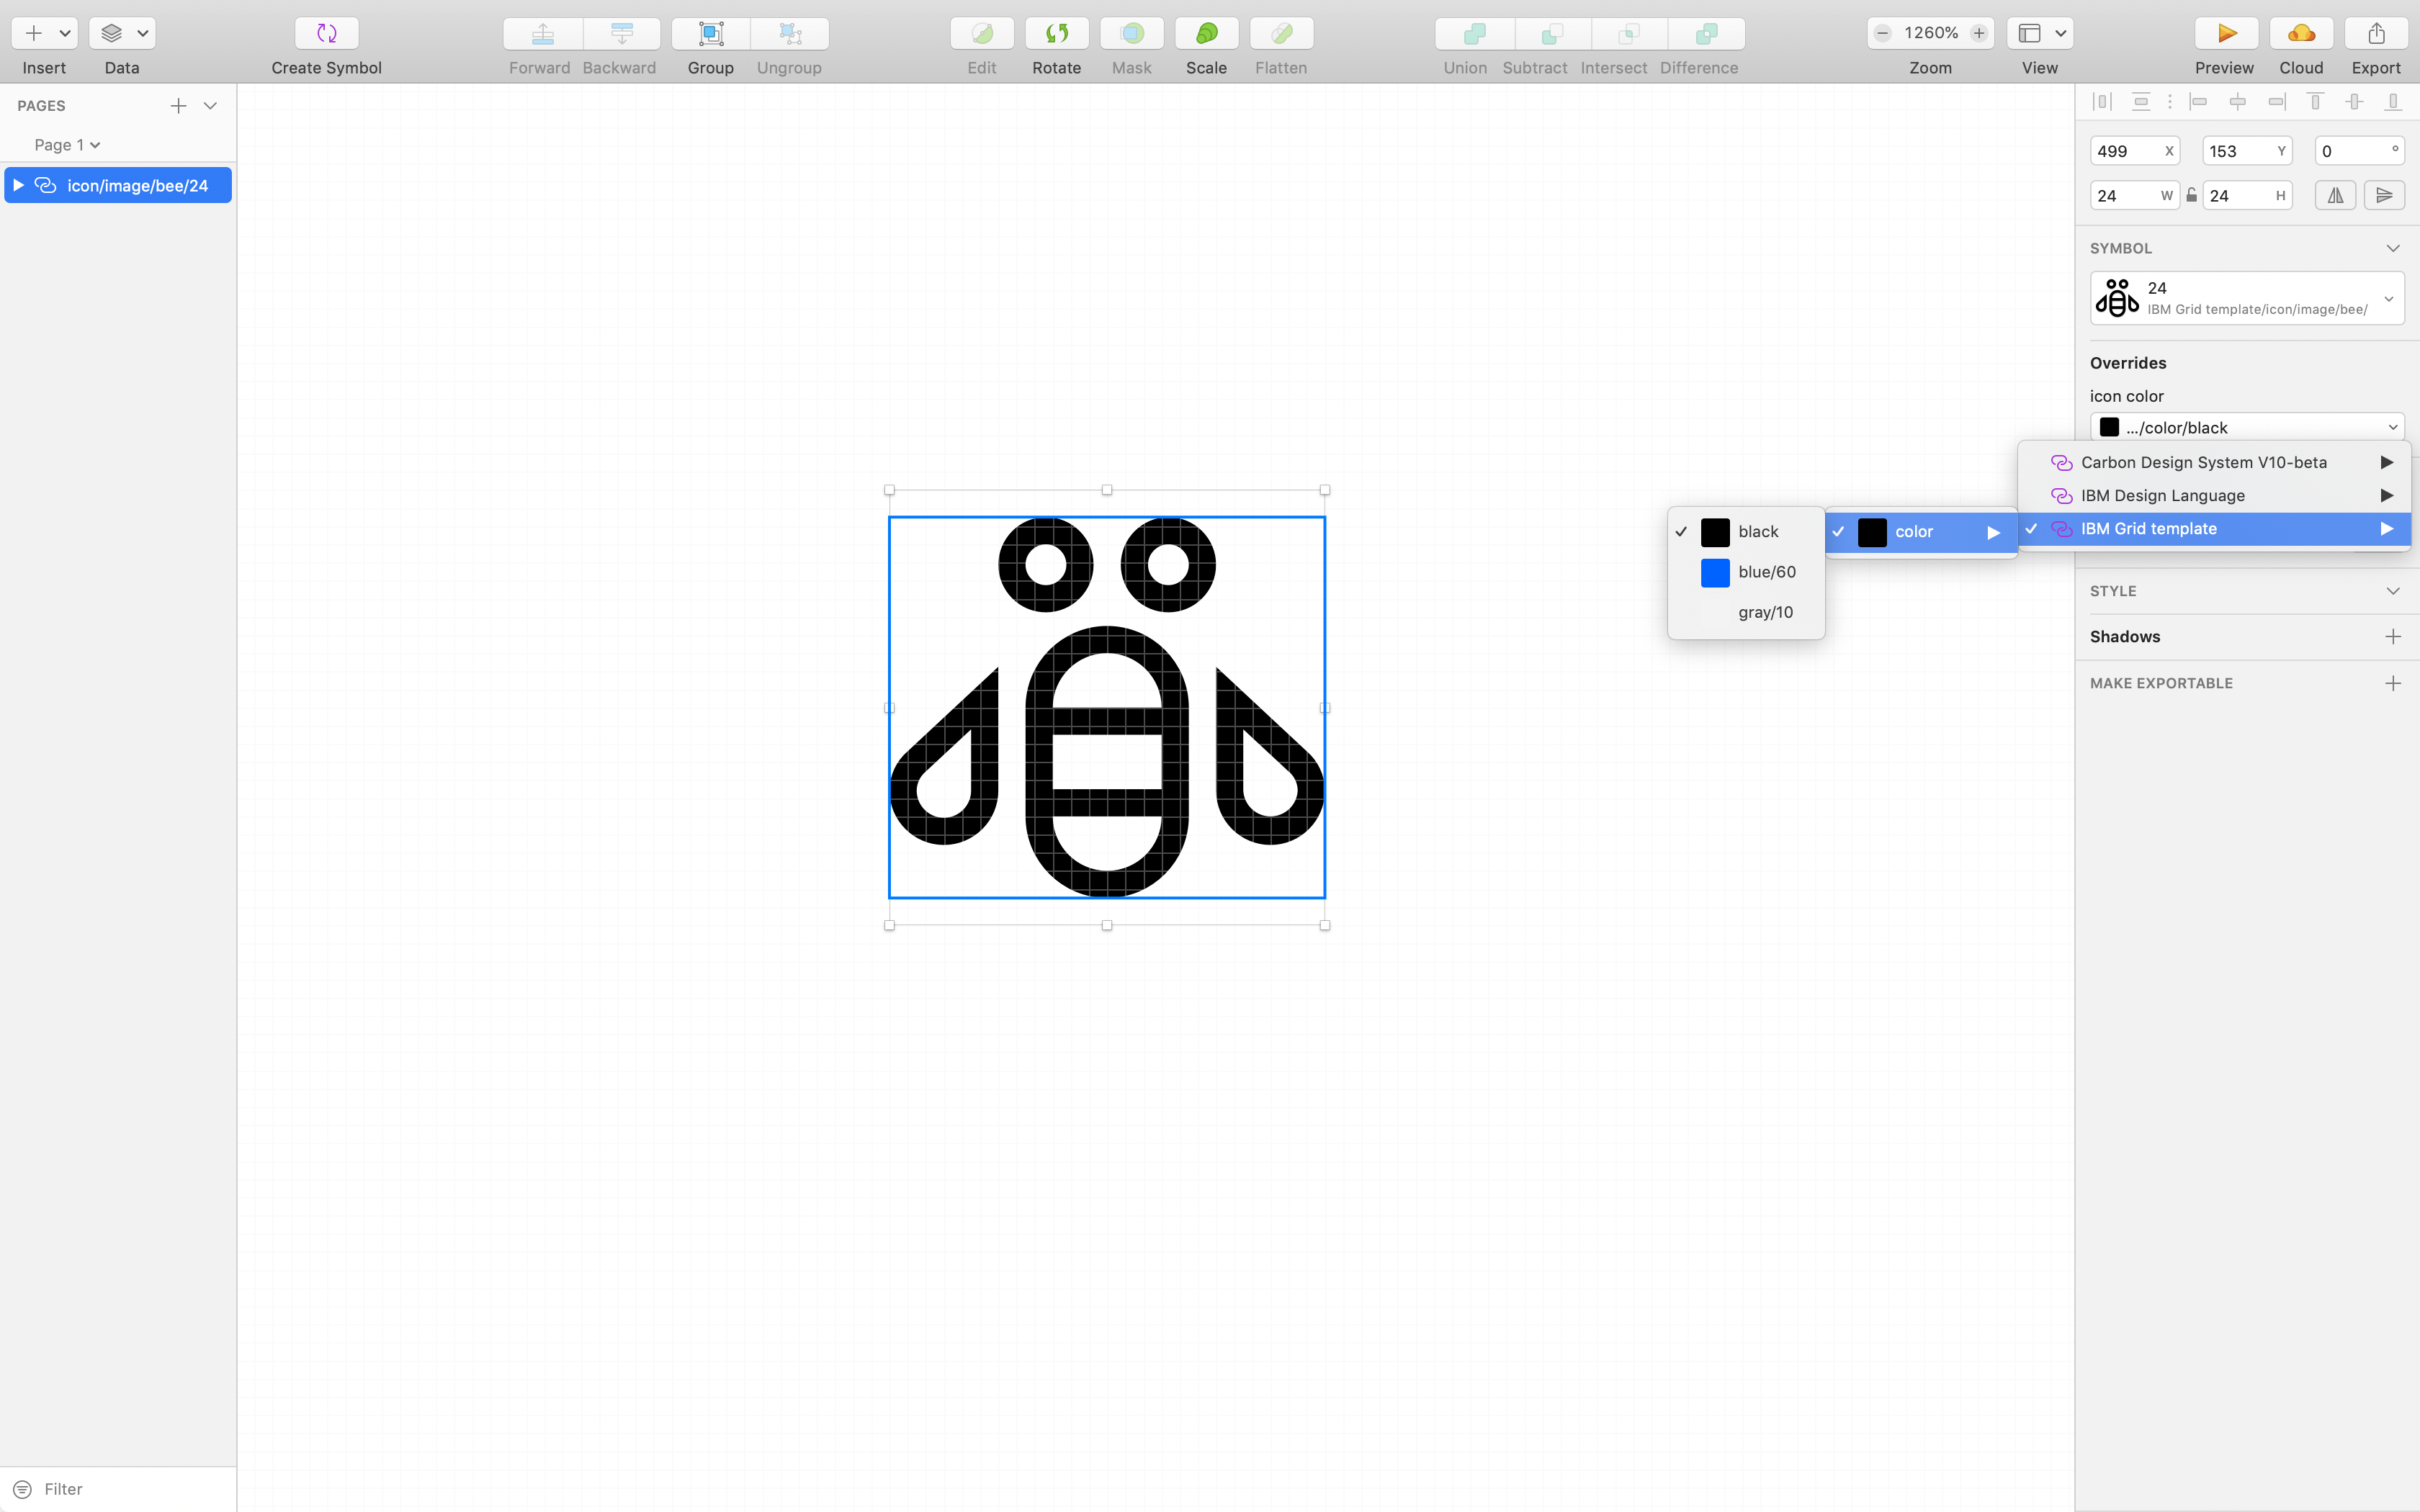 Insert
Data
Create Symbol
Forward
Backward
Group
Ungroup
Edit
Rotate
Mask
Scale
Flatten
Union
Subtract
Intersect
Difference
1260%
Zoom
View
Preview
Cloud
Export
PAGES
Page 1
icon/image/bee/24
Filter
499 X
153 Y
0 °
24 W
24 H
SYMBOL
24
IBM Grid template/icon/image/bee/
Overrides
icon color
.../color/black
Carbon Design System V10-beta
IBM Design Language
IBM Grid template
color
black
blue/60
gray/10
STYLE
Shadows
MAKE EXPORTABLE